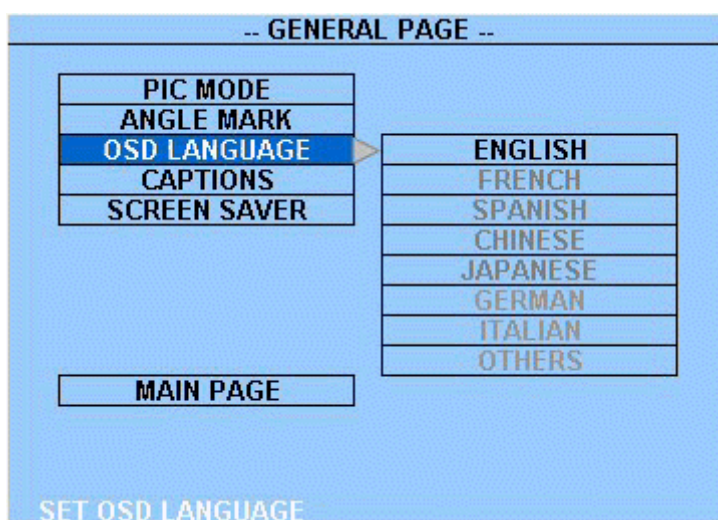 -- GENERAL PAGE --
PIC MODE
ANGLE MARK
OSD LANGUAGE
CAPTIONS
SCREEN SAVER
ENGLISH
FRENCH
SPANISH
CHINESE
JAPANESE
GERMAN
ITALIAN
OTHERS
MAIN PAGE
SET OSD LANGUAGE